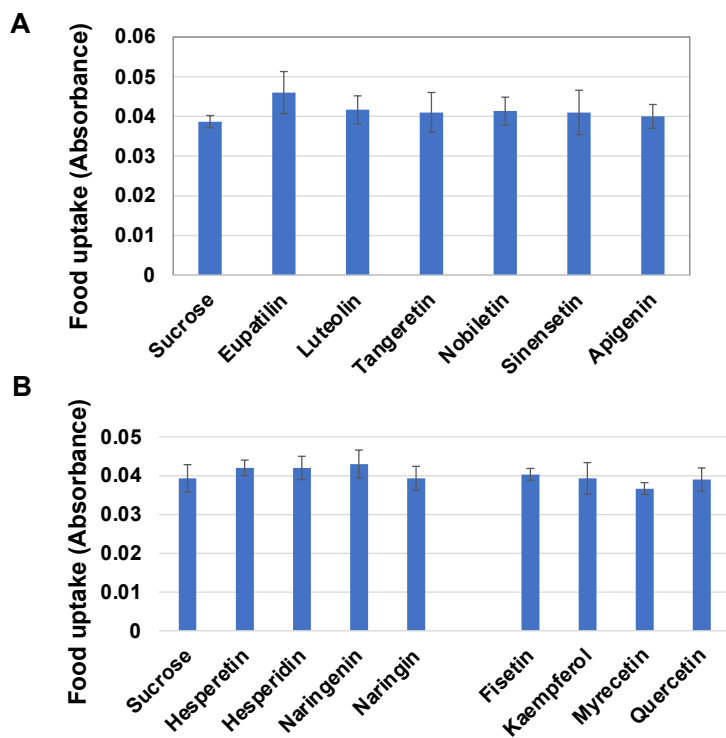 A
Food uptake (Absorbance)
0.06
0.05
0.04
0.03
0.02
0.01
0
Sucrose
Eupatilin
Luteolin
Tangeretin
Nobiletin
Sinensetin
Apigenin
B
Food uptake (Absorbance)
0.05
0.04
0.03
0.02
0.01
0
Sucrose
Hesperetin
Hesperidin
Naringenin
Naringin
Fisetin
Kaempferol
Myrecetin
Quercetin